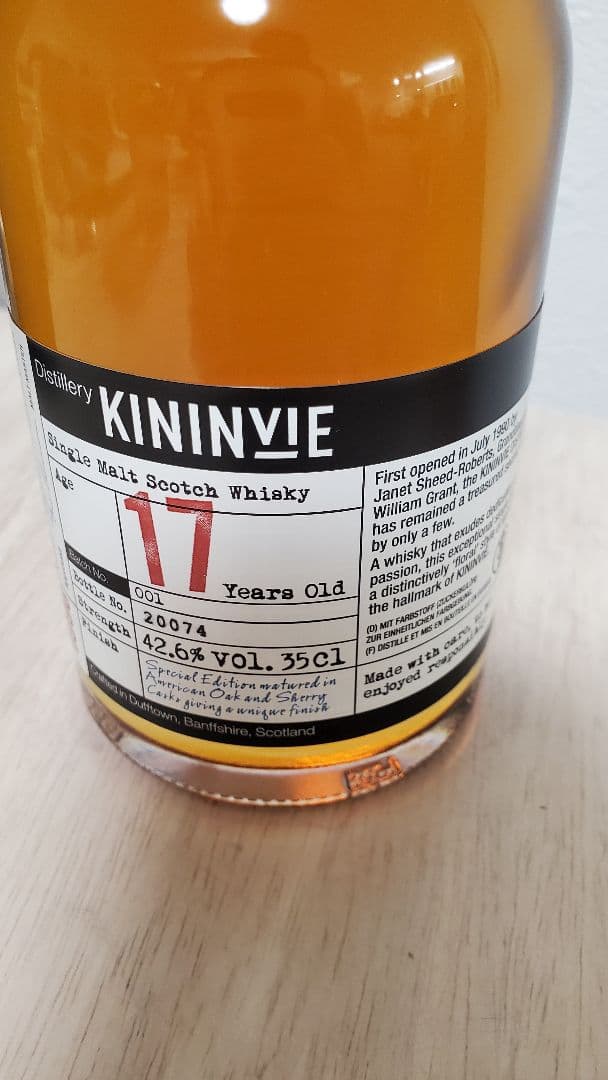 Distillery KININVIE
Single Malt Scotch Whisky
Age 17 Years Old
Batch No. 001
Bottle No. 20074
Strength 42.6% Vol. 35cl
Finish Special Edition matured in
American Oak and Sherry
Casks giving a unique finish
Crafted in Dufftown, Banffshire, Scotland
First opened in July 1990 by
Janet Sheed-Roberts,
William Grant, the KININVIE
has remained a treasured
by only a few.
A whisky that exudes
passion, this exceptional
a distinctively 'floral' style
the hallmark of KININVIE.
(D) MIT FARBSTOFF (ZUCKERKULÖR)
ZUR EINHEITLICHEN FARBGEBUNG.
(F) DISTILLE ET MIS EN BOUTEILLE
Made with care,
enjoyed
35cl